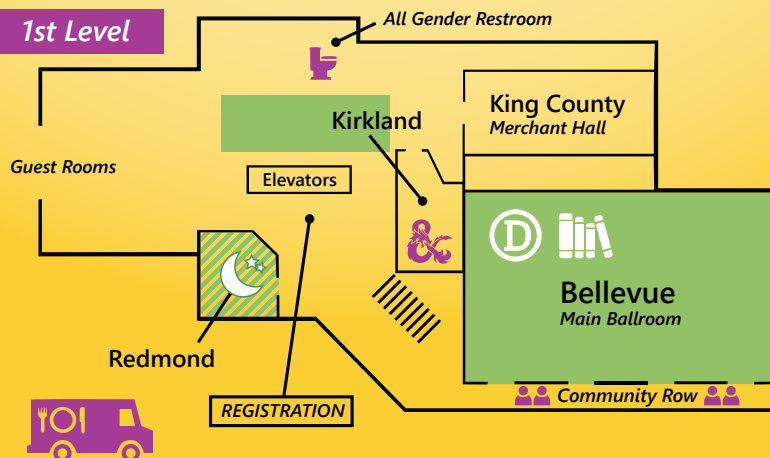 1st Level
All Gender Restroom
King County
Merchant Hall
Kirkland
Guest Rooms
Elevators
D
Bellevue
Main Ballroom
Redmond
REGISTRATION
Community Row